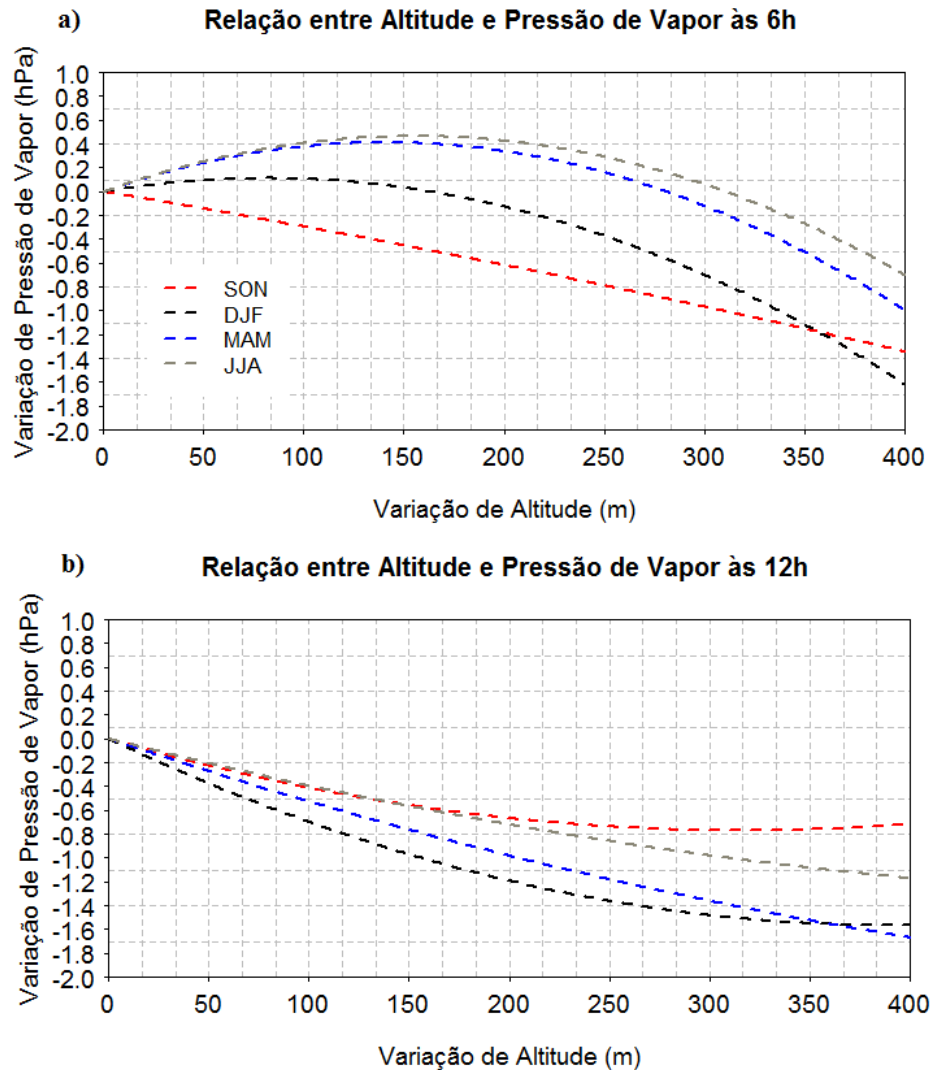 a) Relação entre Altitude e Pressão de Vapor às 6h
Variação de Pressão de Vapor (hPa)
1.0
0.8
0.6
0.4
0.2
0.0
-0.2
-0.4
-0.6
-0.8
-1.0
-1.2
-1.4
-1.6
-1.8
-2.0
SON
DJF
MAM
JJA
0 50 100 150 200 250 300 350 400
Variação de Altitude (m)
b) Relação entre Altitude e Pressão de Vapor às 12h
Variação de Pressão de Vapor (hPa)
1.0
0.8
0.6
0.4
0.2
0.0
-0.2
-0.4
-0.6
-0.8
-1.0
-1.2
-1.4
-1.6
-1.8
-2.0
0 50 100 150 200 250 300 350 400
Variação de Altitude (m)